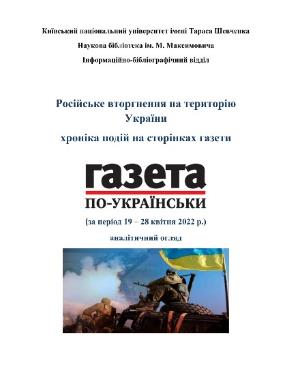 Київський національний університет імені Тараса Шевченка
Наукова бібліотека ім. М. Максимовича
Інформаційно-бібліографічний відділ
Російське вторгнення на територію
України
хроніка подій на сторінках газети
газета
ПО-УКРАЇНСЬКИ
(за період 19 – 28 квітня 2022 р.)
аналітичний огляд